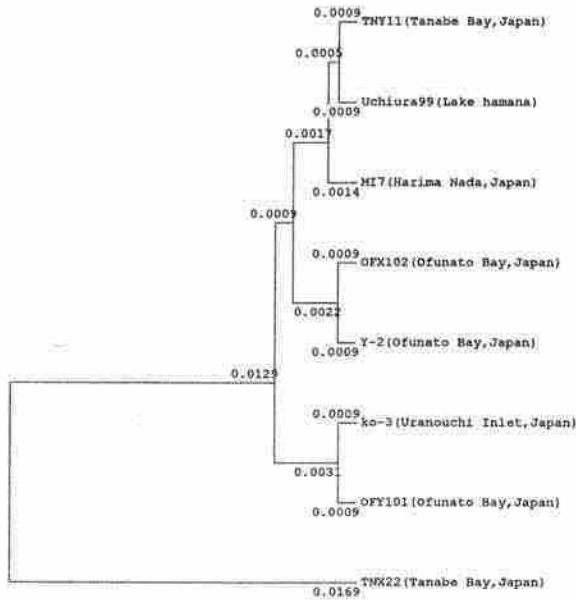 0.0009
TNY11(Tanabe Bay,Japan)
0.0005
Uchiura99(Lake hamana)
0.0009
0.0017
MI7(Harima Nada,Japan)
0.0014
0.0009
0.0009
OFX102(Ofunato Bay,Japan)
0.0022
Y-2(Ofunato Bay,Japan)
0.0009
0.0129
0.0009
ko-3(Uranouchi Inlet,Japan)
0.0031
OFY101(Ofunato Bay,Japan)
0.0009
TNX22(Tanabe Bay,Japan)
0.0169